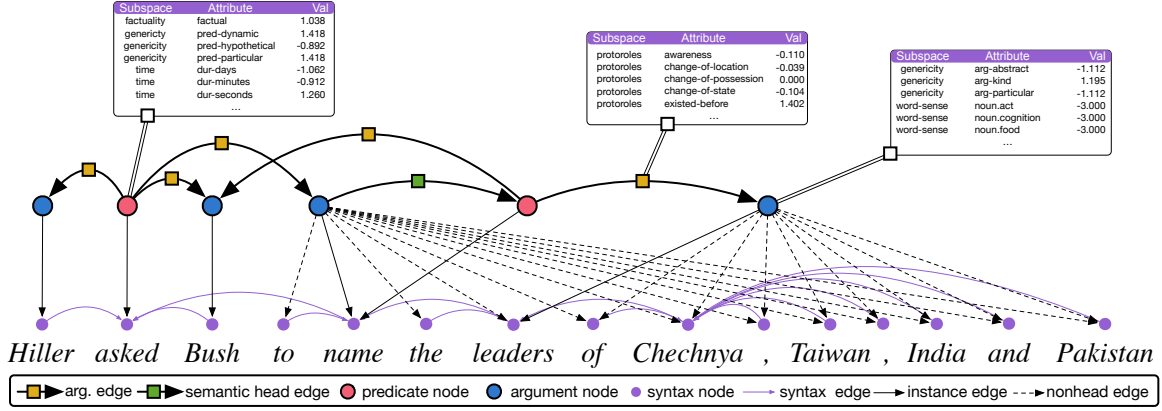 Subspace Attribute Val
factuality factual 1.038
genericty pred-dynamic 1.418
genericity pred-hypothetical -0.892
genericity pred-particular 1.418
time dur-days -1.062
time dur-minutes -0.912
time dur-seconds 1.260
...
Subspace Attribute Val
protoroles awareness -0.110
protoroles change-of-location -0.039
protoroles change-of-possession 0.000
protoroles change-of-state -0.104
protoroles existed-before 1.402
...
Subspace Attribute Val
genericity arg-abstract -1.112
genericity arg-kind 1.195
genericity arg-particular -1.112
word-sense noun.act -3.000
word-sense noun.cognition -3.000
word-sense noun.food -3.000
...
Hiller asked Bush to name the leaders of Chechnya , Taiwan , India and Pakistan
arg. edge semantic head edge predicate node argument node syntax node syntax edge instance edge nonhead edge